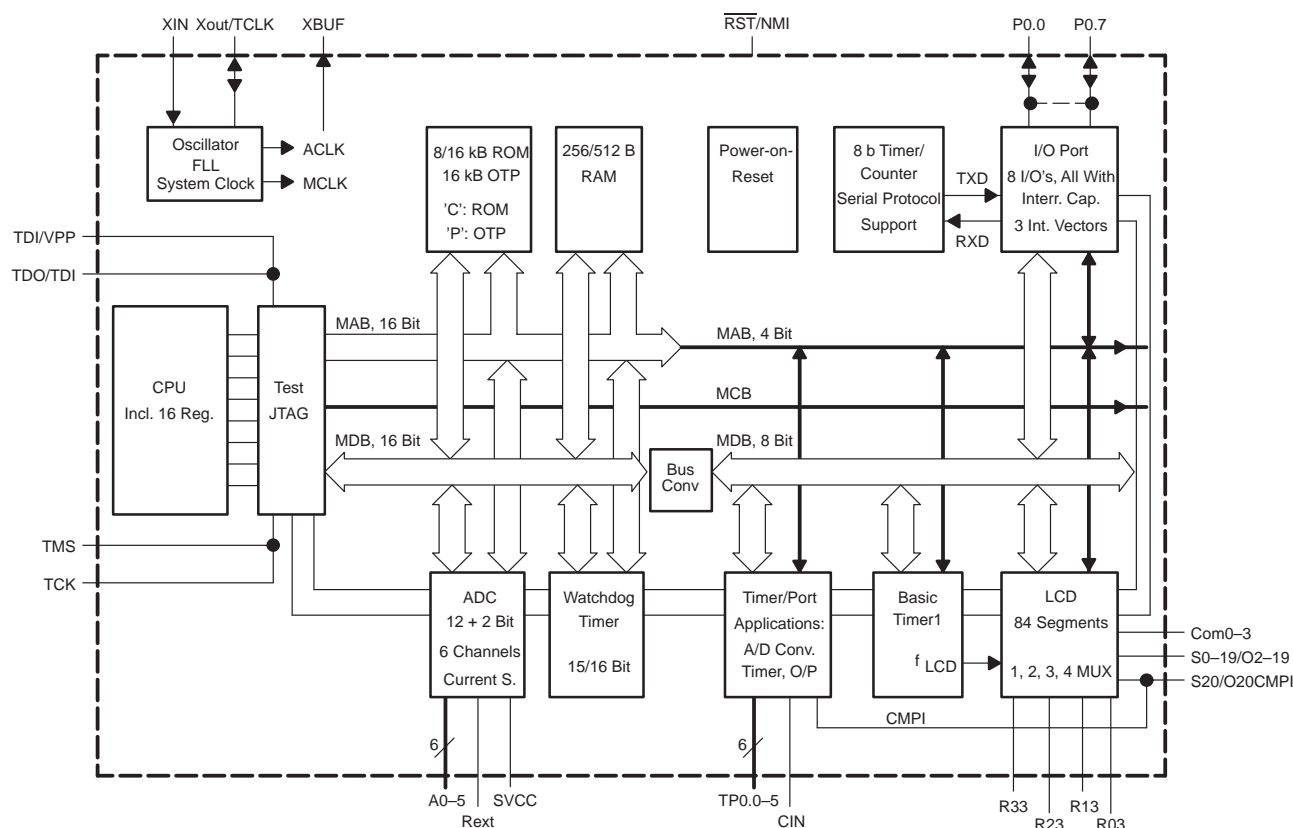 XIN Xout/TCLK XBUF RST/NMI P0.0 P0.7
Oscillator
FLL
System Clock
ACLK
MCLK
8/16 kB ROM
16 kB OTP
'C': ROM
'P': OTP
256/512 B
RAM
Power-on-
Reset
8 b Timer/
Counter
Serial Protocol
Support
TXD
RXD
I/O Port
8 I/O's, All With
Interr. Cap.
3 Int. Vectors
TDI/VPP
TDO/TDI
CPU
Incl. 16 Reg.
Test
JTAG
MAB, 16 Bit
MAB, 4 Bit
MCB
MDB, 16 Bit
Bus
Conv
MDB, 8 Bit
TMS
TCK
ADC
12 + 2 Bit
6 Channels
Current S.
Watchdog
Timer
15/16 Bit
Timer/Port
Applications:
A/D Conv.
Timer, O/P
Basic
Timer1
f LCD
LCD
84 Segments
1, 2, 3, 4 MUX
Com0–3
S0–19/O2–19
S20/O20CMPI
CMPI
6
6
A0–5
Rext
SVCC
TP0.0–5
CIN
R33
R23
R13
R03